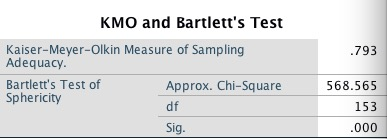 KMO and Bartlett's Test
Kaiser-Meyer-Olkin Measure of Sampling Adequacy. .793
Bartlett's Test of Sphericity Approx. Chi-Square 568.565
df 153
Sig. .000